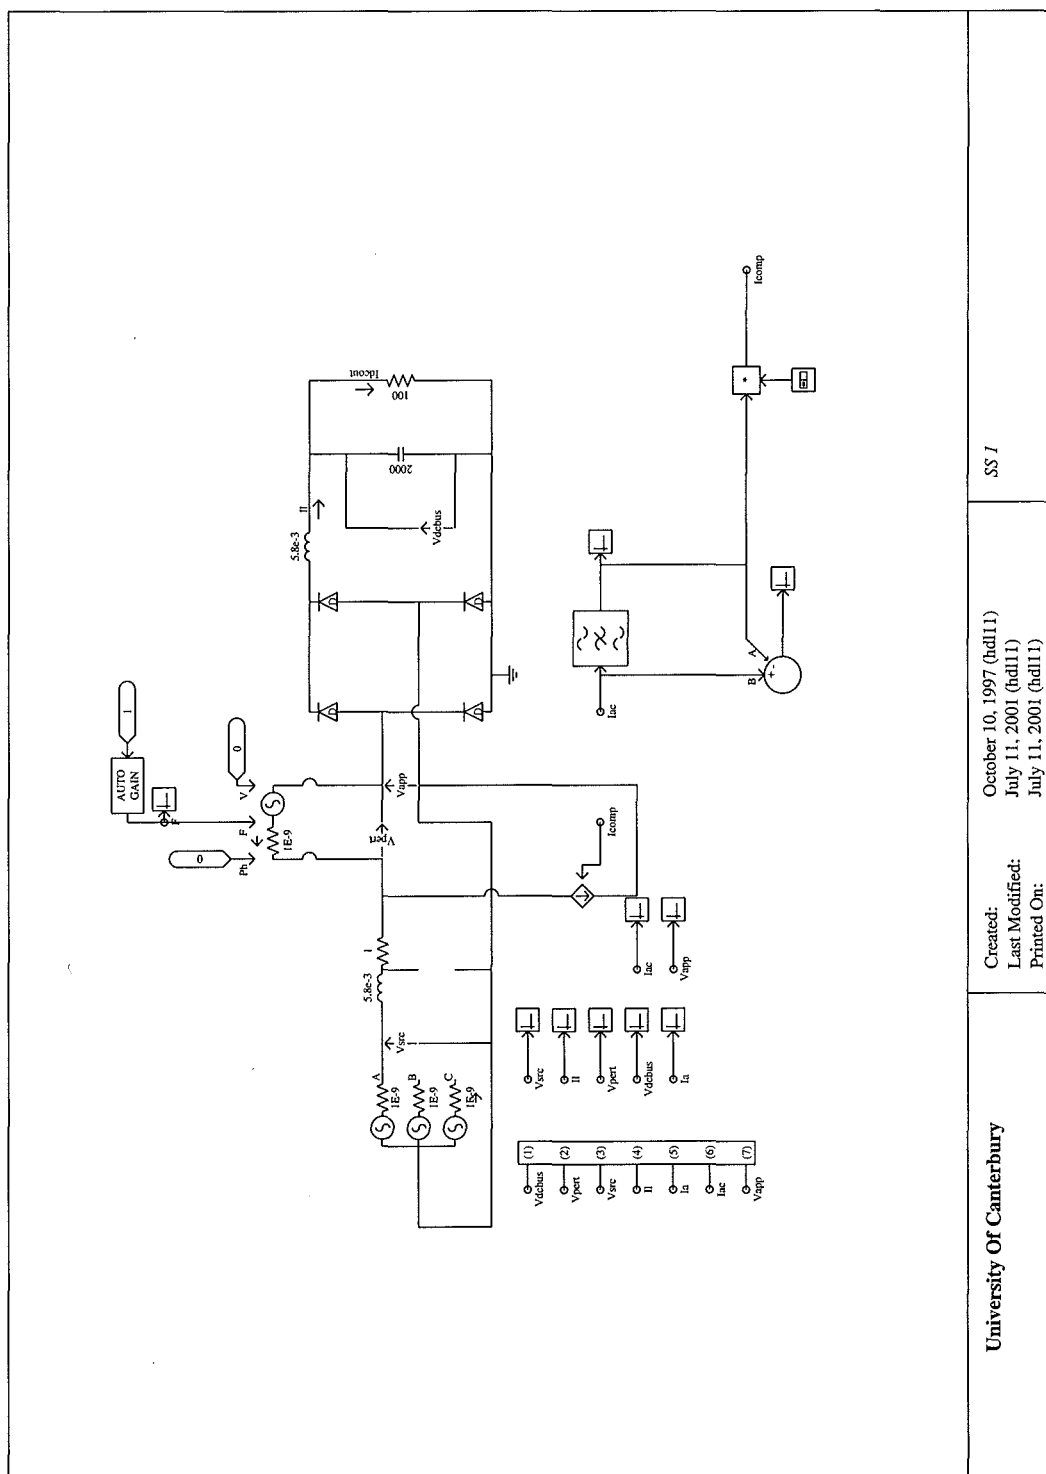 AUTO
GAIN
1
F
0
V
F
1E-9
0
Ph
A
1E-9
B
1E-9
C
1E-9
Vsrc
5.8e-3
1
Vpert
Vapp
Icomp
D
D
D
D
5.8e-3
Il
Vdcbus
2000
Idcout
100
Vsrc
Il
Vpert
Vdcbus
Ia
Iac
Vapp
Vdcbus (1)
Vpert (2)
Vsrc (3)
Il (4)
Ia (5)
Iac (6)
Vapp (7)
Iac
B
A
+
-
*
Icomp
University Of Canterbury
Created: October 10, 1997 (hdl11)
Last Modified: July 11, 2001 (hdl11)
Printed On: July 11, 2001 (hdl11)
SS 1